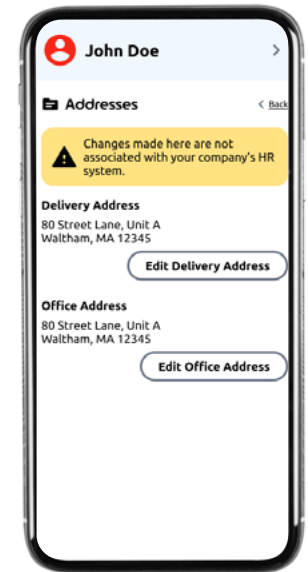 John Doe
Addresses
Back
Changes made here are not
associated with your company's HR
system.
Delivery Address
80 Street Lane, Unit A
Waltham, MA 12345
Edit Delivery Address
Office Address
80 Street Lane, Unit A
Waltham, MA 12345
Edit Office Address